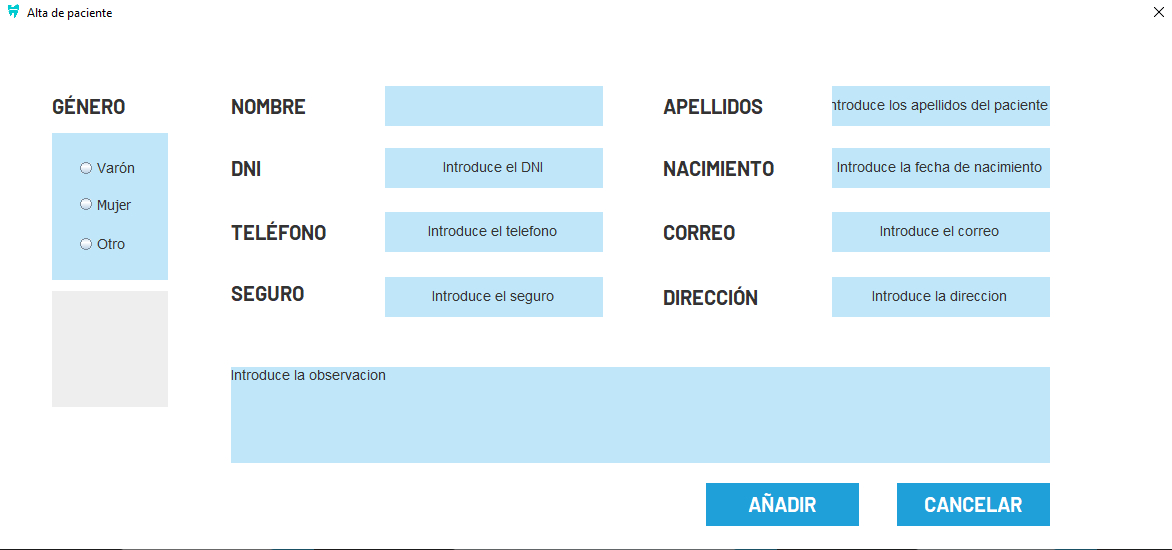 Alta de paciente
GÉNERO
Varón
Mujer
Otro
NOMBRE
APELLIDOS
ntroduce los apellidos del paciente
DNI
Introduce el DNI
NACIMIENTO
Introduce la fecha de nacimiento
TELÉFONO
Introduce el telefono
CORREO
Introduce el correo
SEGURO
Introduce el seguro
DIRECCIÓN
Introduce la direccion
Introduce la observacion
AÑADIR
CANCELAR